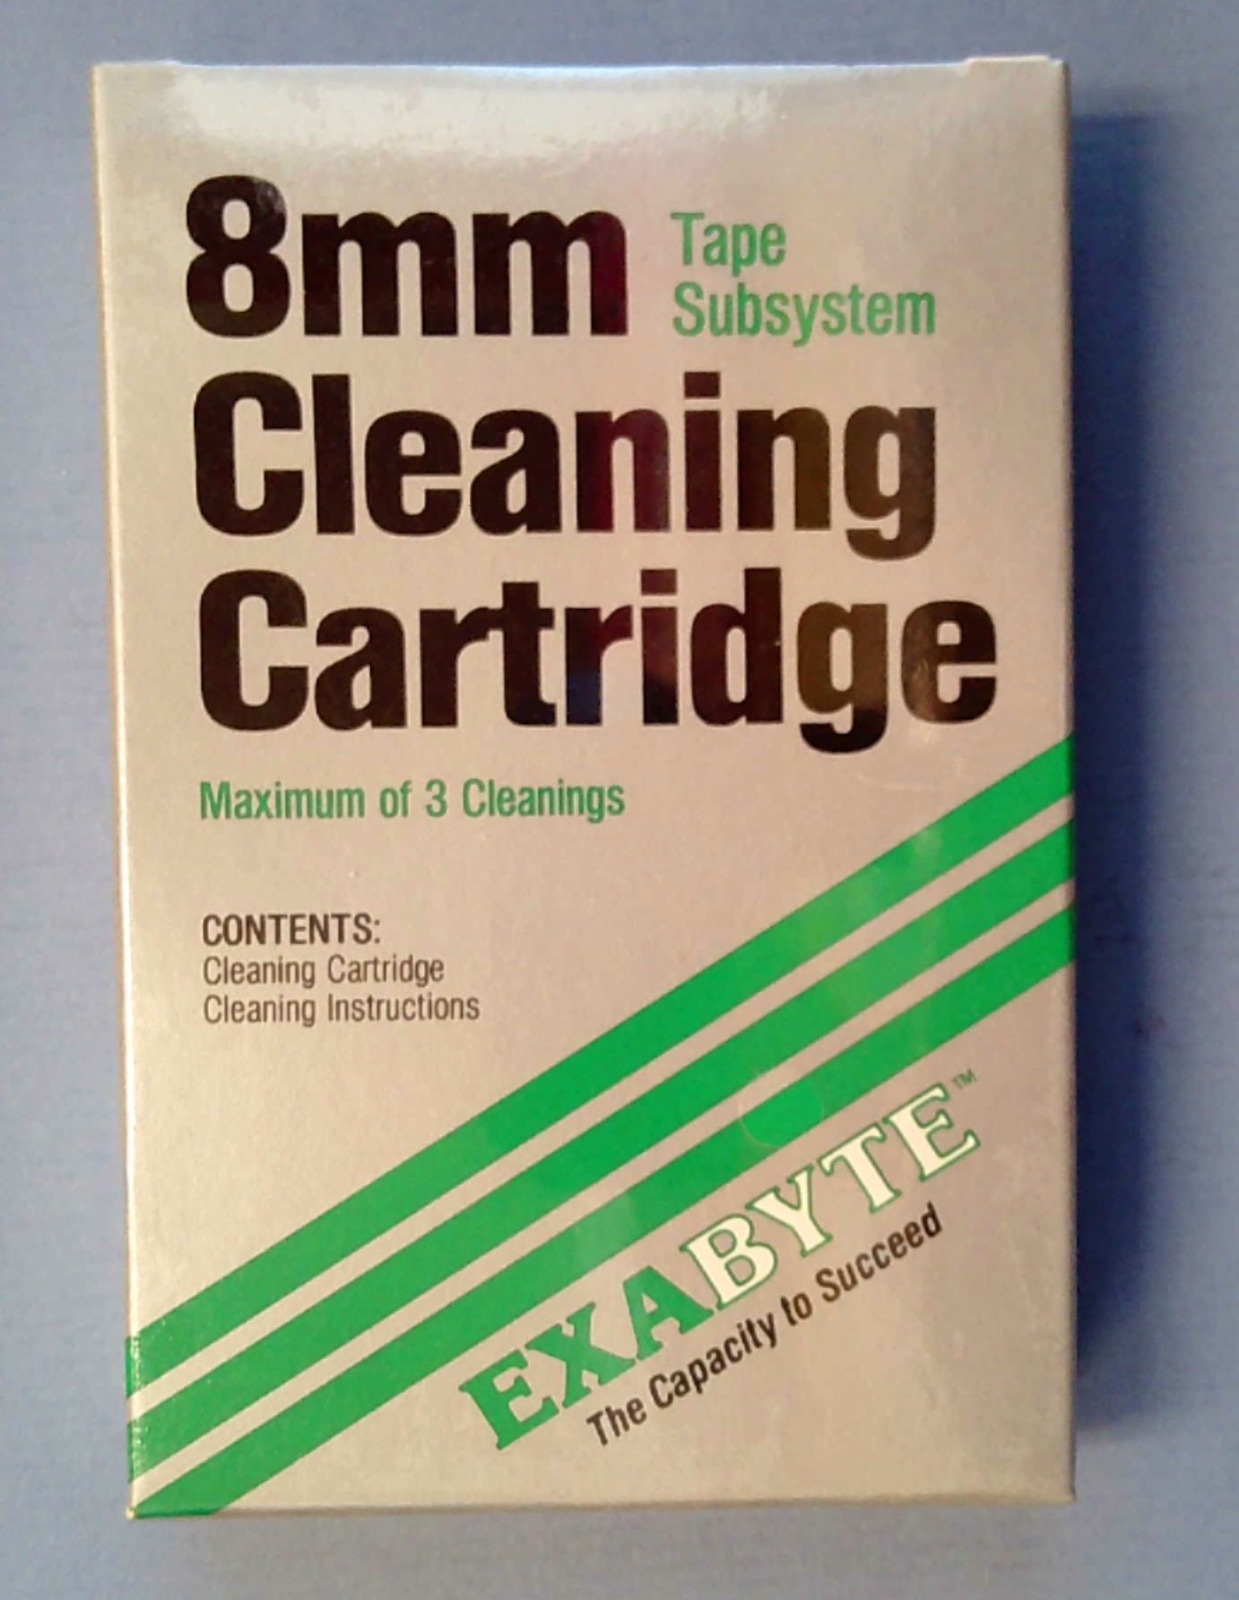 8mm Tape
Subsystem
Cleaning
Cartridge
Maximum of 3 Cleanings
CONTENTS:
Cleaning Cartridge
Cleaning Instructions
EXABYTE™
The Capacity to Succeed